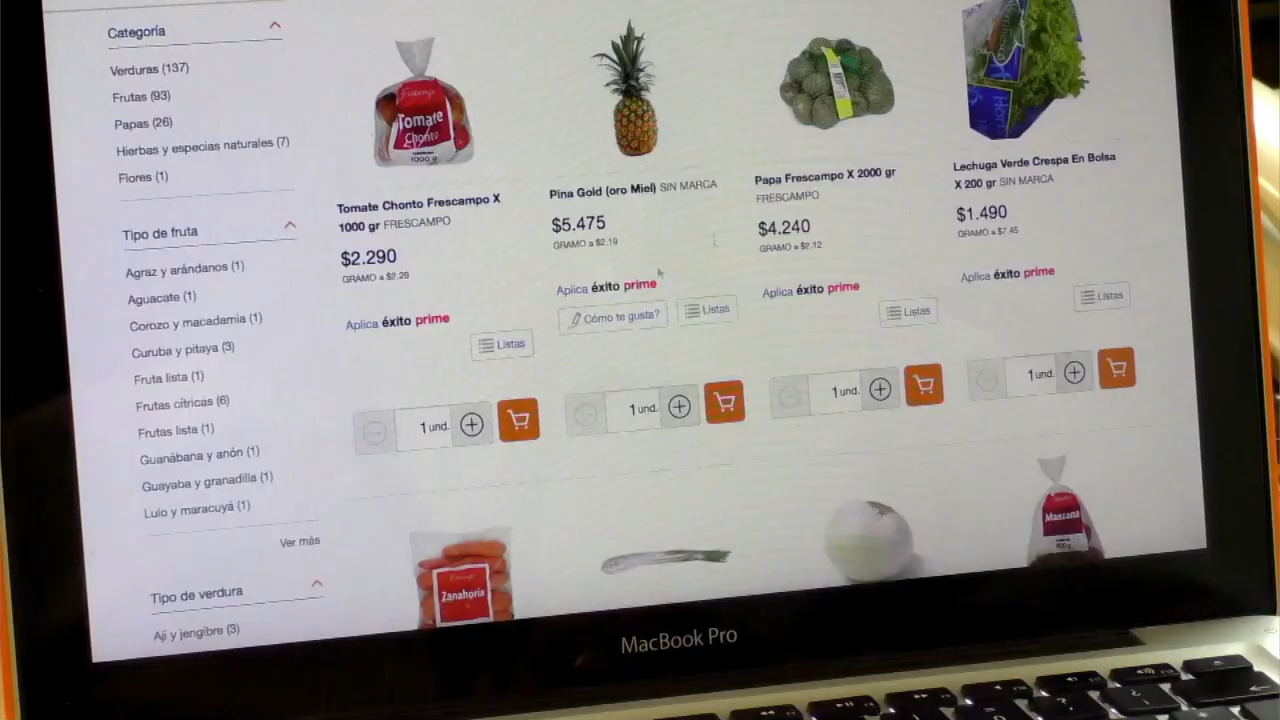 Categoría
Verduras (137)
Frutas (93)
Papas (26)
Hierbas y especias naturales (7)
Flores (1)
Tipo de fruta
Agraz y arándanos (1)
Aguacate (1)
Corozo y macadamia (1)
Curuba y pitaya (3)
Fruta lista (1)
Frutas cítricas (6)
Frutas lista (1)
Guanábana y anón (1)
Guayaba y granadilla (1)
Lulo y maracuyá (1)
Ver más
Tipo de verdura
Aji y jengibre (3)
Frescampo
Tomate
Chonto
1000 g
Tomate Chonto Frescampo X
1000 gr FRESCAMPO
$2.290
GRAMO a $2.29
Aplica éxito prime
Listas
1 und.
Pina Gold (oro Miel) SIN MARCA
$5.475
GRAMO a $2.19
Aplica éxito prime
Cómo te gusta?
Listas
1 und.
Papa Frescampo X 2000 gr
FRESCAMPO
$4.240
GRAMO a $2.12
Aplica éxito prime
Listas
1 und.
Lechuga Verde Crespa En Bolsa
X 200 gr SIN MARCA
$1.490
GRAMO a $7.45
Aplica éxito prime
Listas
1 und.
Zanahoria
Manzana
MacBook Pro